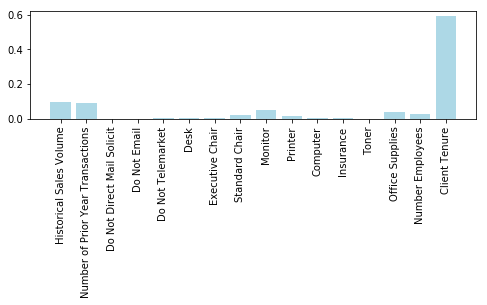 0.6
0.4
0.2
0.0
Historical Sales Volume
Number of Prior Year Transactions
Do Not Direct Mail Solicit
Do Not Email
Do Not Telemarket
Desk
Executive Chair
Standard Chair
Monitor
Printer
Computer
Insurance
Toner
Office Supplies
Number Employees
Client Tenure